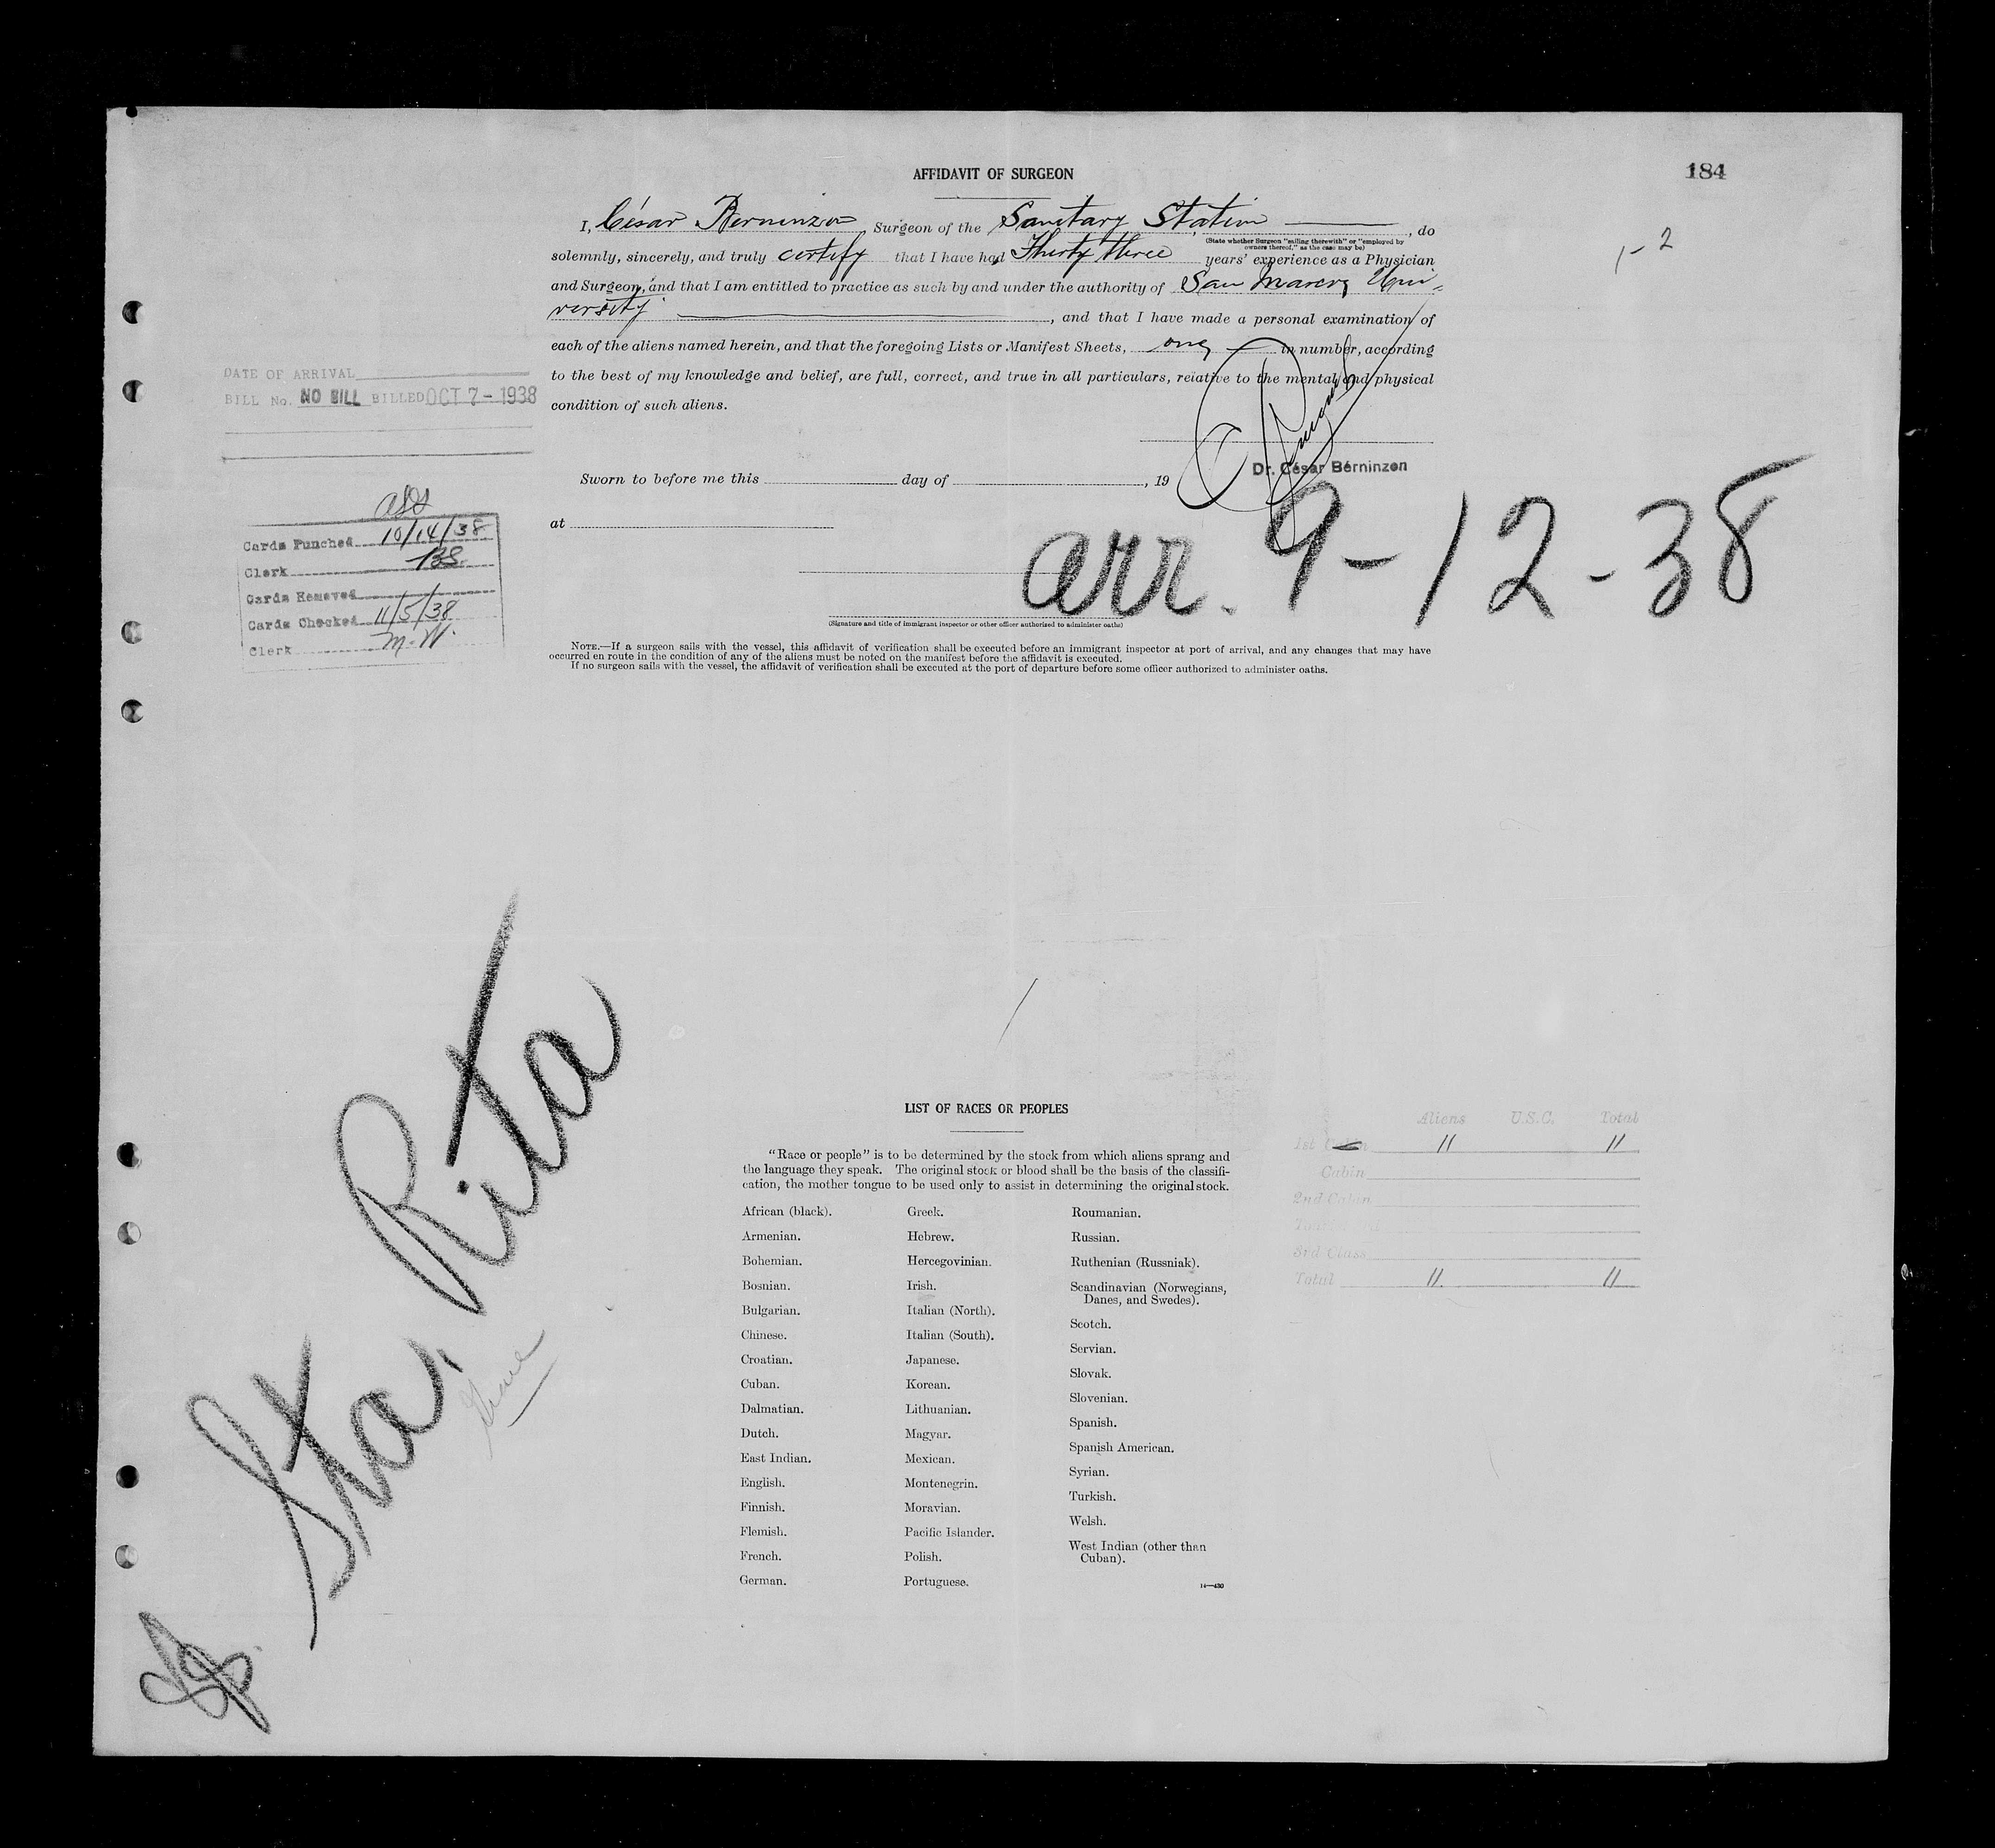 184
AFFIDAVIT OF SURGEON
I, César Berninzon Surgeon of the Sanitary Station, do
(State whether Surgeon "sailing therewith" or "employed by
owners thereof," as the case may be)
solemnly, sincerely, and truly certify that I have had Thirty three years' experience as a Physician
and Surgeon, and that I am entitled to practice as such by and under the authority of San Marcos Uni-
versity, and that I have made a personal examination of
each of the aliens named herein, and that the foregoing Lists or Manifest Sheets, one in number, according
to the best of my knowledge and belief, are full, correct, and true in all particulars, relative to the mental and physical
condition of such aliens.
1-2
DATE OF ARRIVAL
BILL No. NO BILL BILLED OCT 7-1938
Dr. César Bérninzon
Sworn to before me this day of , 19
at
arr. 9-12-38
Cards Punched 10/14/38
Clerk BS
Cards Removed
Cards Checked 11/5/38
Clerk M.W.
(Signature and title of immigrant inspector or other officer authorized to administer oaths)
NOTE.—If a surgeon sails with the vessel, this affidavit of verification shall be executed before an immigrant inspector at port of arrival, and any changes that may have
occurred en route in the condition of any of the aliens must be noted on the manifest before the affidavit is executed.
If no surgeon sails with the vessel, the affidavit of verification shall be executed at the port of departure before some officer authorized to administer oaths.
Sta. Rita
LIST OF RACES OR PEOPLES
"Race or people" is to be determined by the stock from which aliens sprang and
the language they speak. The original stock or blood shall be the basis of the classifi-
cation, the mother tongue to be used only to assist in determining the original stock.
African (black).
Armenian.
Bohemian.
Bosnian.
Bulgarian.
Chinese.
Croatian.
Cuban.
Dalmatian.
Dutch.
East Indian.
English.
Finnish.
Flemish.
French.
German.
Greek.
Hebrew.
Hercegovinian.
Irish.
Italian (North).
Italian (South).
Japanese.
Korean.
Lithuanian.
Magyar.
Mexican.
Montenegrin.
Moravian.
Pacific Islander.
Polish.
Portuguese.
Roumanian.
Russian.
Ruthenian (Russniak).
Scandinavian (Norwegians,
Danes, and Swedes).
Scotch.
Servian.
Slovak.
Slovenian.
Spanish.
Spanish American.
Syrian.
Turkish.
Welsh.
West Indian (other than
Cuban).
14—430
Aliens U.S.C. Total
1st 11 11
Cabin
2nd Cabin
3rd Class
Total 11 11